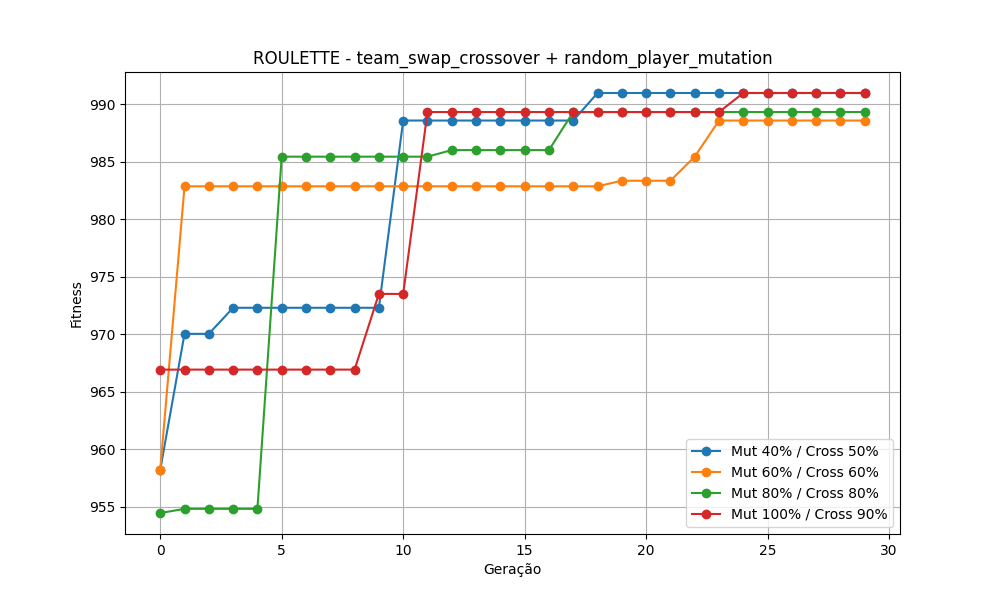 ROULETTE - team_swap_crossover + random_player_mutation
Fitness
990
985
980
975
970
965
960
955
0 5 10 15 20 25 30
Geração
Mut 40% / Cross 50%
Mut 60% / Cross 60%
Mut 80% / Cross 80%
Mut 100% / Cross 90%